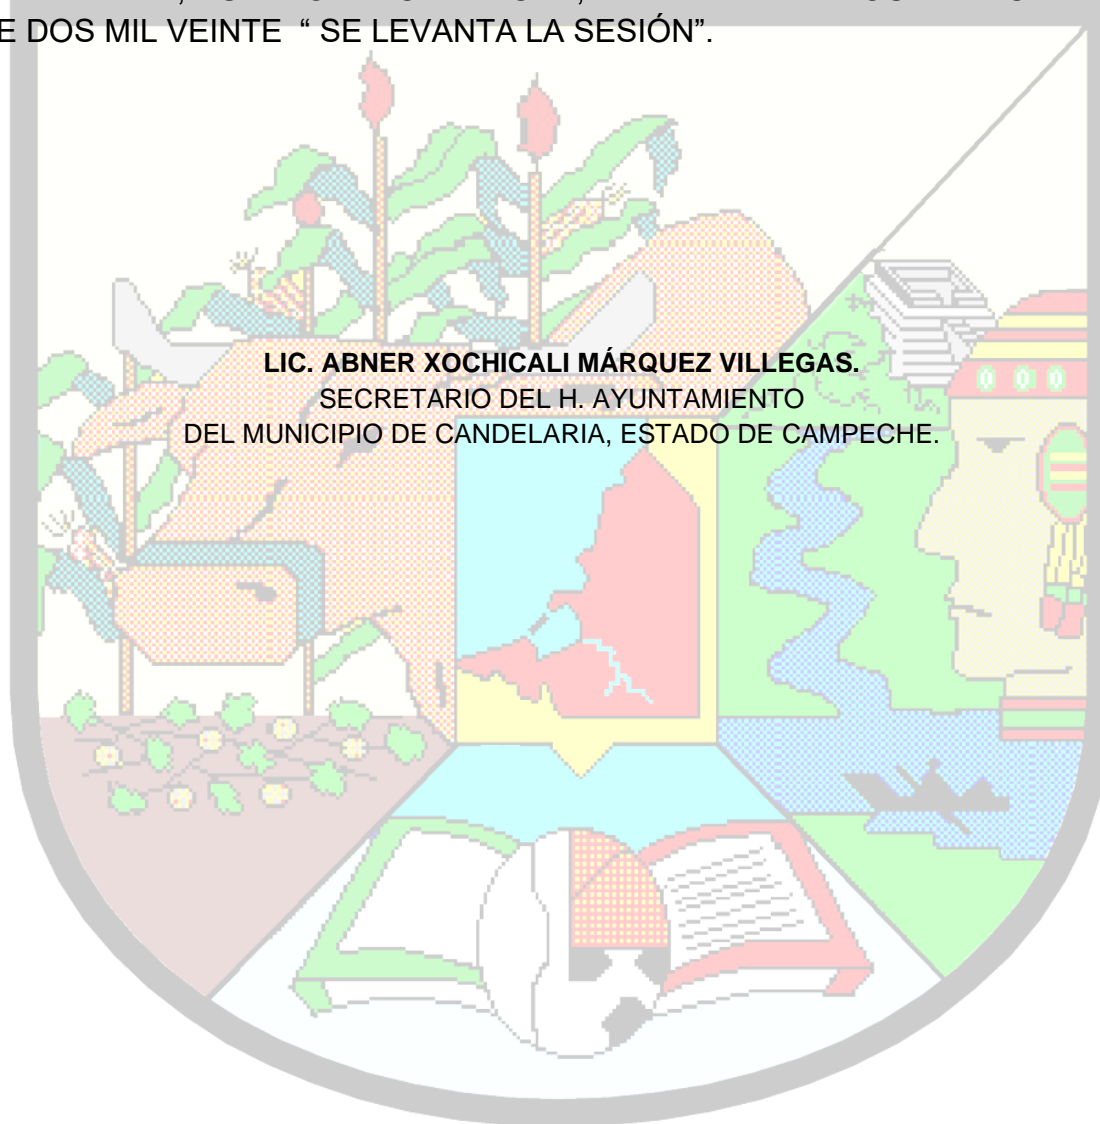 E DOS MIL VEINTE “ SE LEVANTA LA SESIÓN”.
LIC. ABNER XOCHICALI MÁRQUEZ VILLEGAS.
SECRETARIO DEL H. AYUNTAMIENTO
DEL MUNICIPIO DE CANDELARIA, ESTADO DE CAMPECHE.